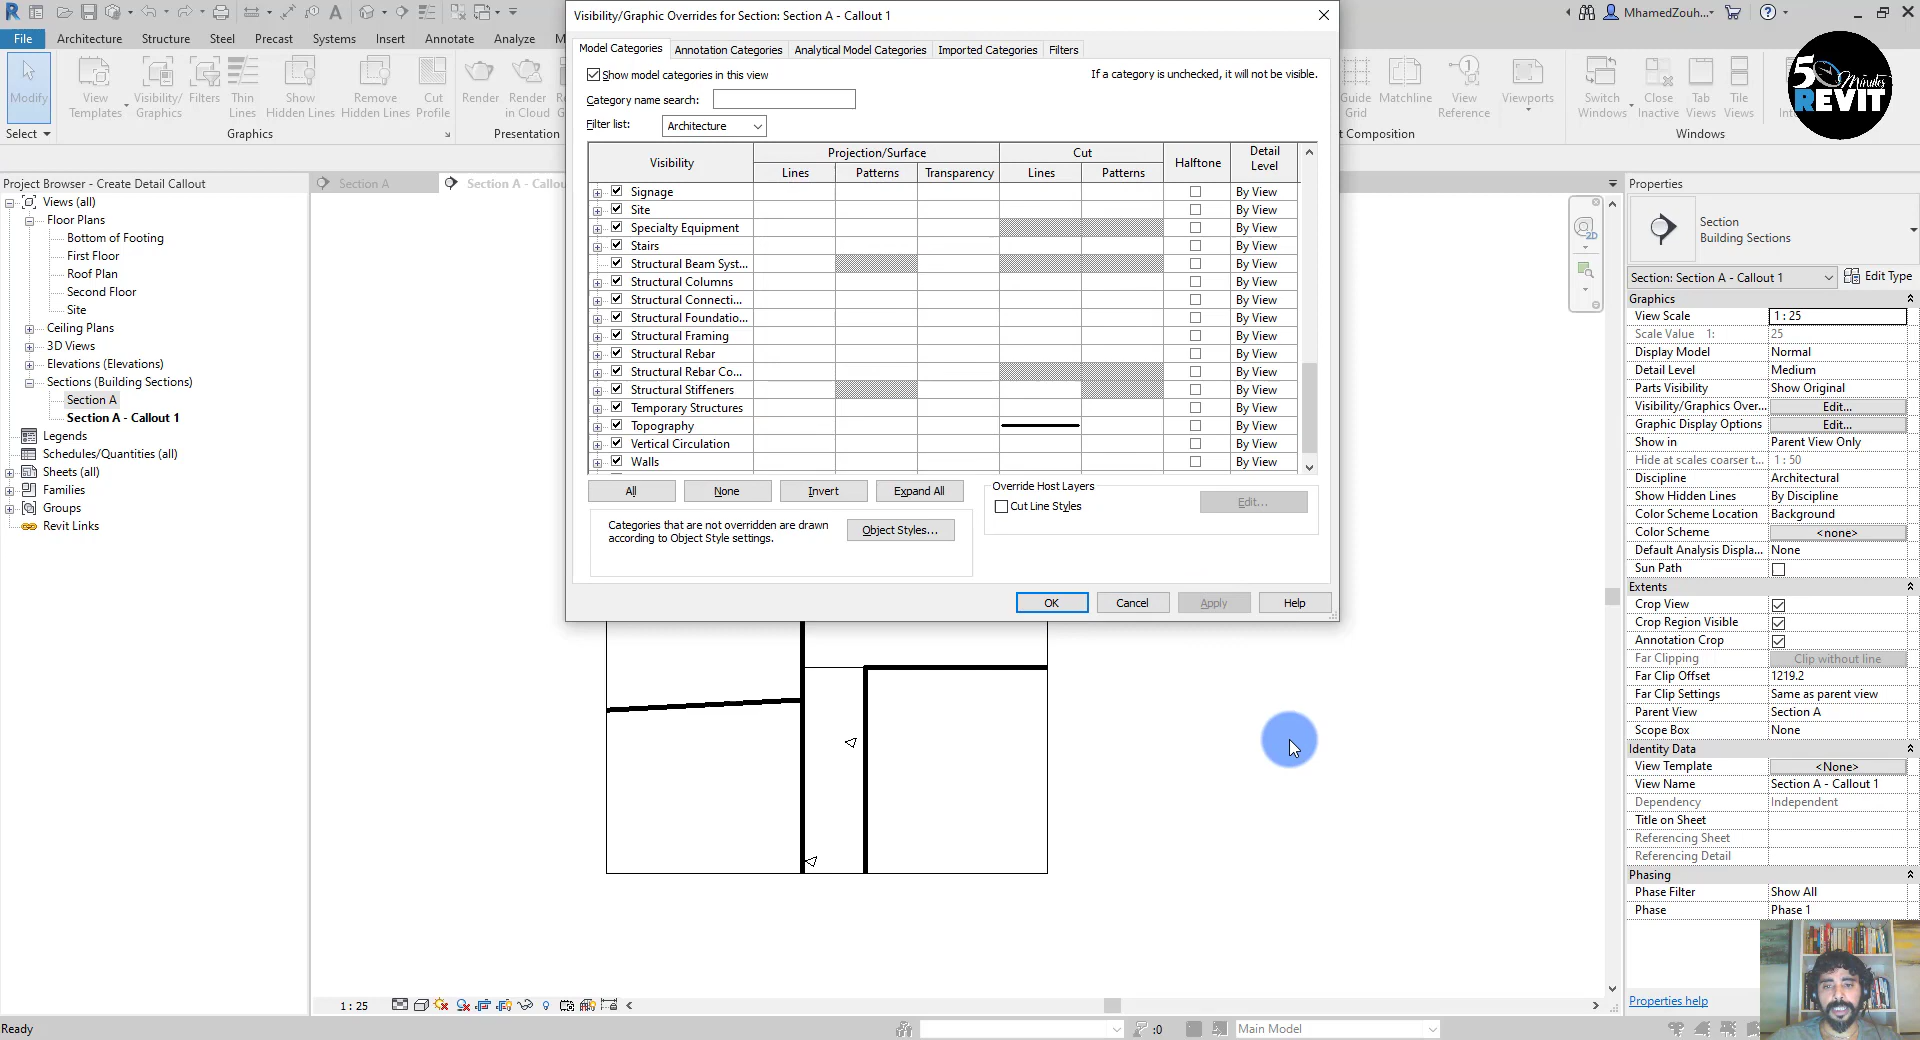 Visibility/Graphic Overrides for Section: Section A - Callout 1
MhamedZouh...
File Architecture Structure Steel Precast Systems Insert Annotate Analyze
Model Categories Annotation Categories Analytical Model Categories Imported Categories Filters
Show model categories in this view
If a category is unchecked, it will not be visible.
Category name search:
Filter list: Architecture
Modify
View Templates
Visibility/ Graphics
Filters
Thin Lines
Show Hidden Lines
Remove Hidden Lines
Cut Profile
Render
Render in Cloud
Select
Graphics
Presentation
Guide Grid
Matchline
View Reference
Viewports
Switch Windows
Close Inactive
Tab Views
Tile Views
t Composition
Windows
5 Minutes
REVIT
Project Browser - Create Detail Callout
Views (all)
Floor Plans
Bottom of Footing
First Floor
Roof Plan
Second Floor
Site
Ceiling Plans
3D Views
Elevations (Elevations)
Sections (Building Sections)
Section A
Section A - Callout 1
Legends
Schedules/Quantities (all)
Sheets (all)
Families
Groups
Revit Links
Section A
Section A - Callou
Visibility Projection/Surface Cut Halftone Detail Level
Lines Patterns Transparency Lines Patterns
Signage By View
Site By View
Specialty Equipment By View
Stairs By View
Structural Beam Syst... By View
Structural Columns By View
Structural Connecti... By View
Structural Foundatio... By View
Structural Framing By View
Structural Rebar By View
Structural Rebar Co... By View
Structural Stiffeners By View
Temporary Structures By View
Topography By View
Vertical Circulation By View
Walls By View
All None Invert Expand All
Override Host Layers
Cut Line Styles
Edit...
Categories that are not overridden are drawn
according to Object Style settings.
Object Styles...
OK Cancel Apply Help
Properties
Section
Building Sections
Section: Section A - Callout 1 Edit Type
Graphics
View Scale 1 : 25
Scale Value 1: 25
Display Model Normal
Detail Level Medium
Parts Visibility Show Original
Visibility/Graphics Over... Edit...
Graphic Display Options Edit...
Show in Parent View Only
Hide at scales coarser t... 1 : 50
Discipline Architectural
Show Hidden Lines By Discipline
Color Scheme Location Background
Color Scheme <none>
Default Analysis Displa... None
Sun Path
Extents
Crop View
Crop Region Visible
Annotation Crop
Far Clipping Clip without line
Far Clip Offset 1219.2
Far Clip Settings Same as parent view
Parent View Section A
Scope Box None
Identity Data
View Template <None>
View Name Section A - Callout 1
Dependency Independent
Title on Sheet
Referencing Sheet
Referencing Detail
Phasing
Phase Filter Show All
Phase Phase 1
Properties help
1 : 25
Ready
:0
Main Model